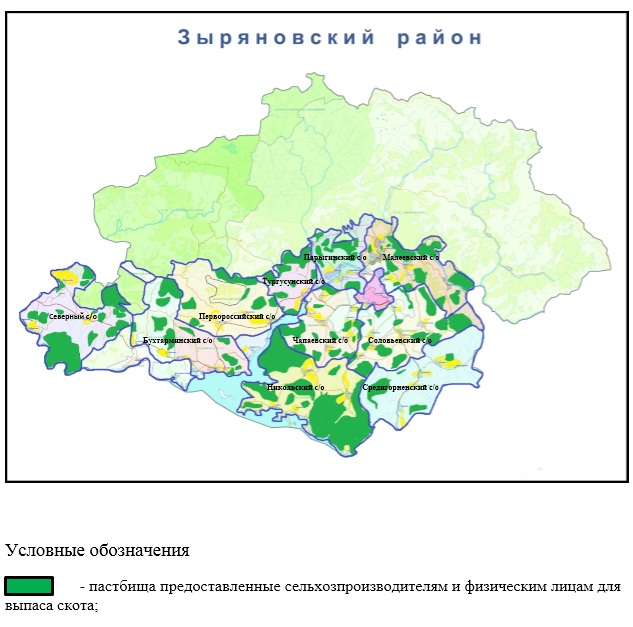 Зыряновский район
Парыгинский с/о
Малеевский с/о
Тургусунский с/о
Северный с/о
Первороссийский с/о
Бухтарминский с/о
Чапаевский с/о
Соловьевский с/о
Никольский с/о
Средигорненский с/о
Условные обозначения
- пастбища предоставленные сельхозпроизводителям и физическим лицам для
выпаса скота;